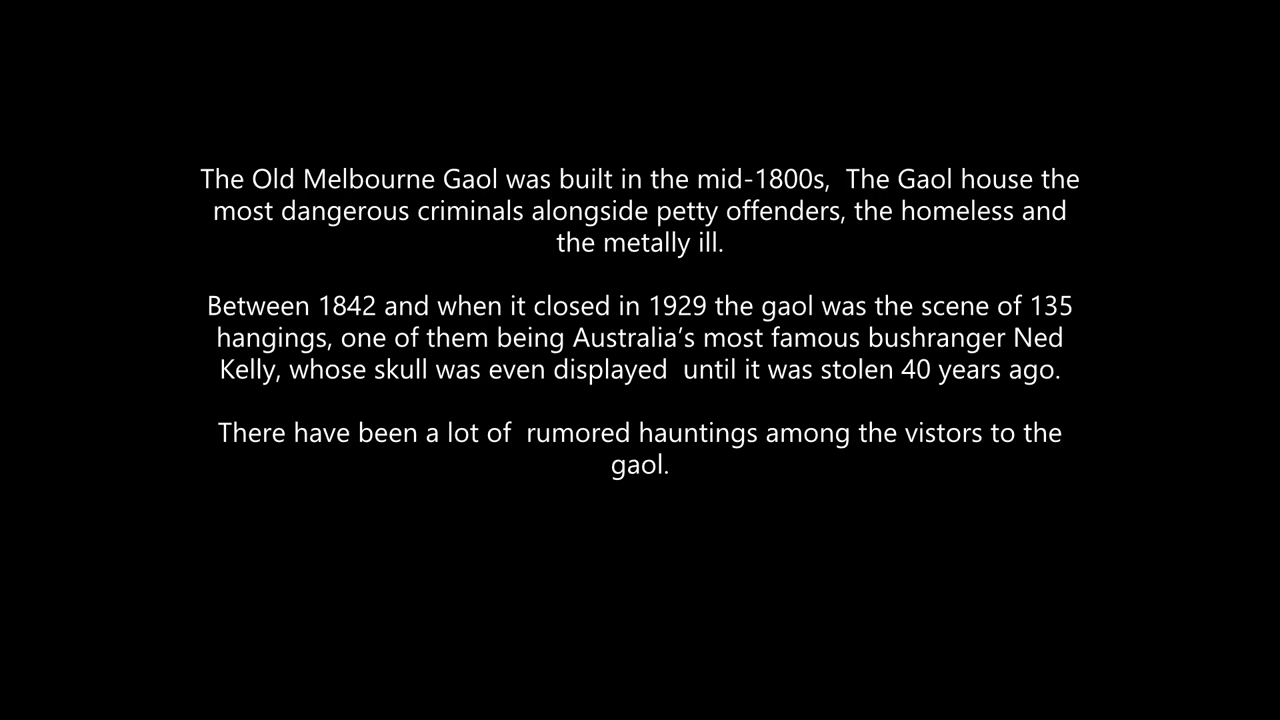 The Old Melbourne Gaol was built in the mid-1800s,  The Gaol house the
most dangerous criminals alongside petty offenders, the homeless and
the metally ill.
Between 1842 and when it closed in 1929 the gaol was the scene of 135
hangings, one of them being Australia’s most famous bushranger Ned
Kelly, whose skull was even displayed  until it was stolen 40 years ago.
There have been a lot of  rumored hauntings among the vistors to the
gaol.